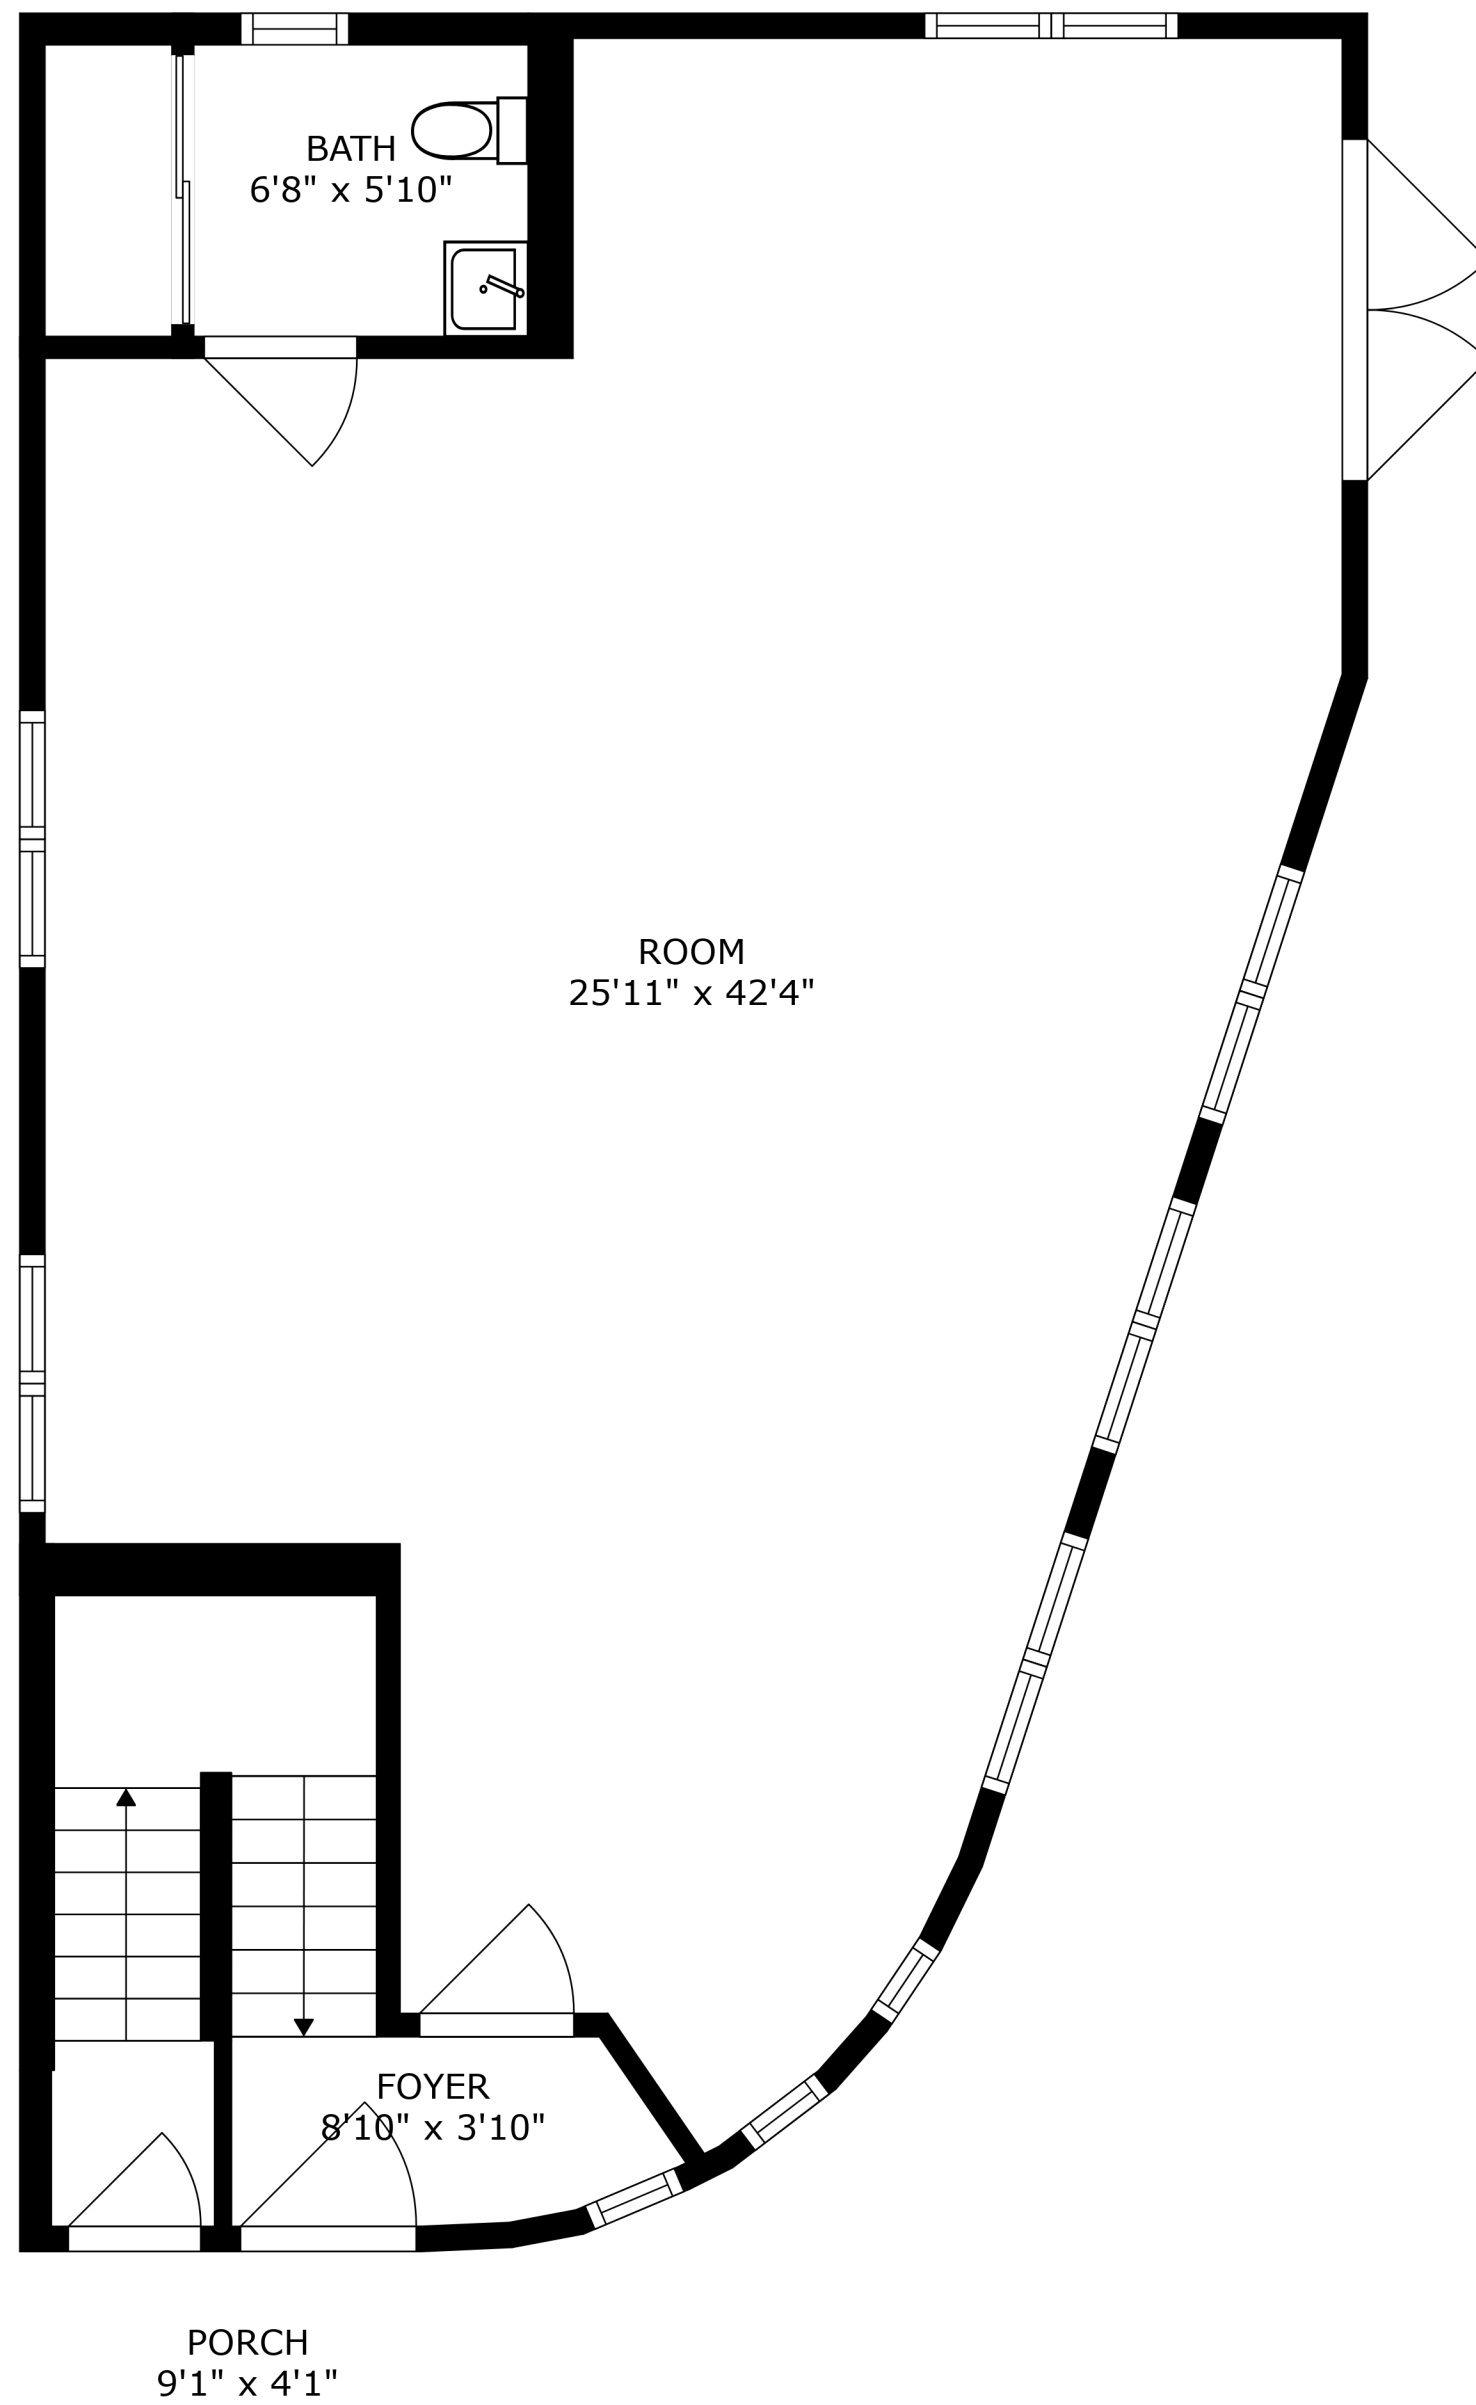 BATH
6'8" x 5'10"
ROOM
25'11" x 42'4"
FOYER
8'10" x 3'10"
PORCH
9'1" x 4'1"